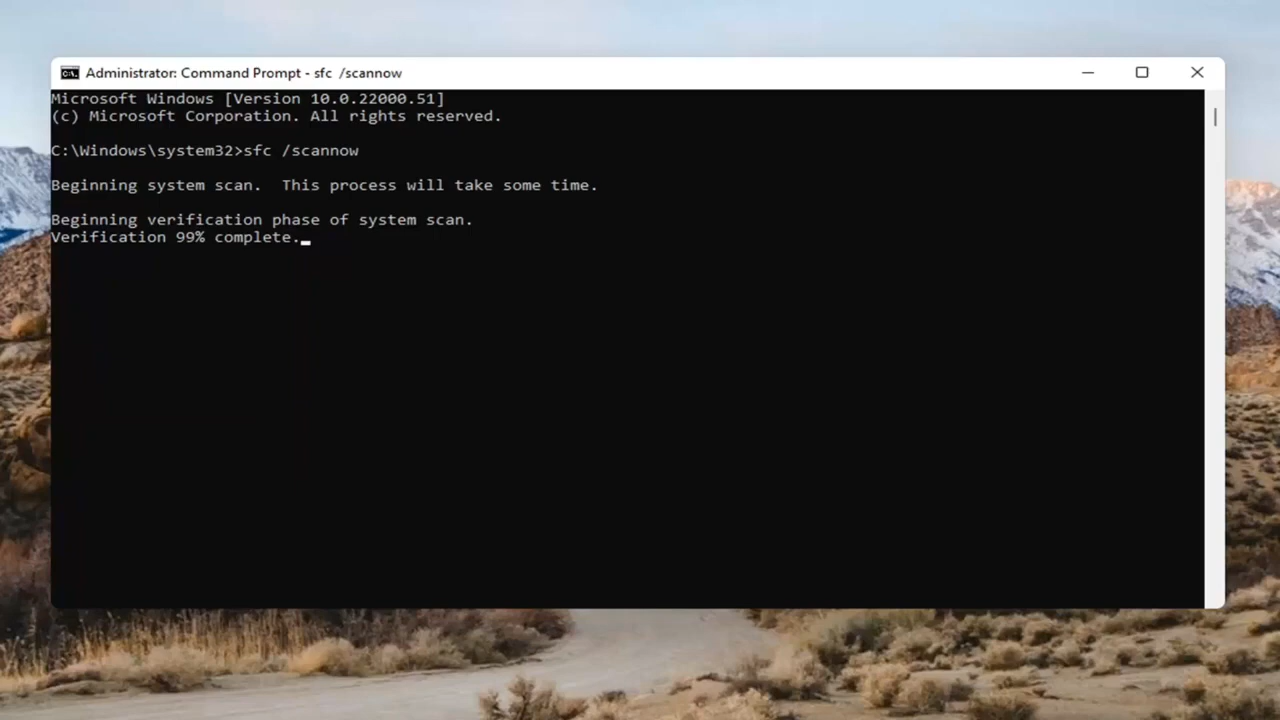 Administrator: Command Prompt - sfc  /scannow
Microsoft Windows [Version 10.0.22000.51]
(c) Microsoft Corporation. All rights reserved.
C:\Windows\system32>sfc /scannow
Beginning system scan.  This process will take some time.
Beginning verification phase of system scan.
Verification 99% complete.